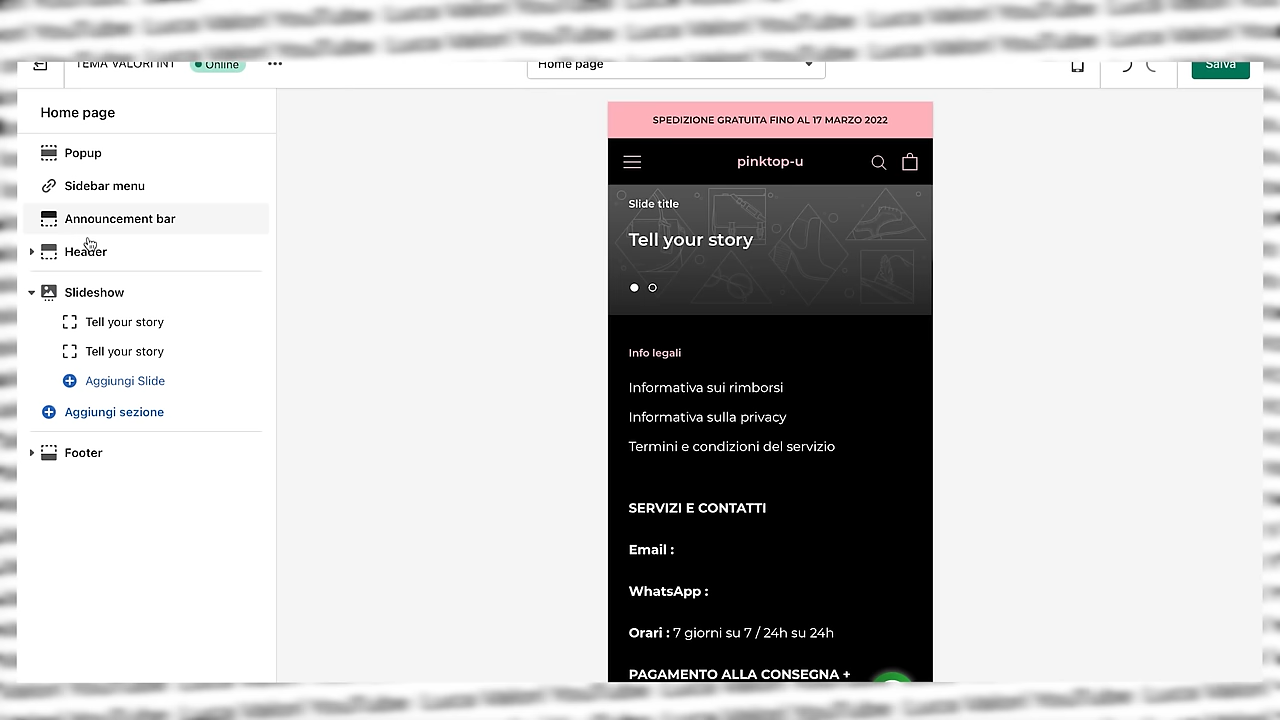 Luca Valori YouTube
TEMA VALORI INT
Online
Home page
Salva
Home page
Popup
Sidebar menu
Announcement bar
Header
Slideshow
Tell your story
Tell your story
Aggiungi Slide
Aggiungi sezione
Footer
SPEDIZIONE GRATUITA FINO AL 17 MARZO 2022
pinktop-u
Slide title
Tell your story
Info legali
Informativa sui rimborsi
Informativa sulla privacy
Termini e condizioni del servizio
SERVIZI E CONTATTI
Email :
WhatsApp :
Orari : 7 giorni su 7 / 24h su 24h
PAGAMENTO ALLA CONSEGNA +